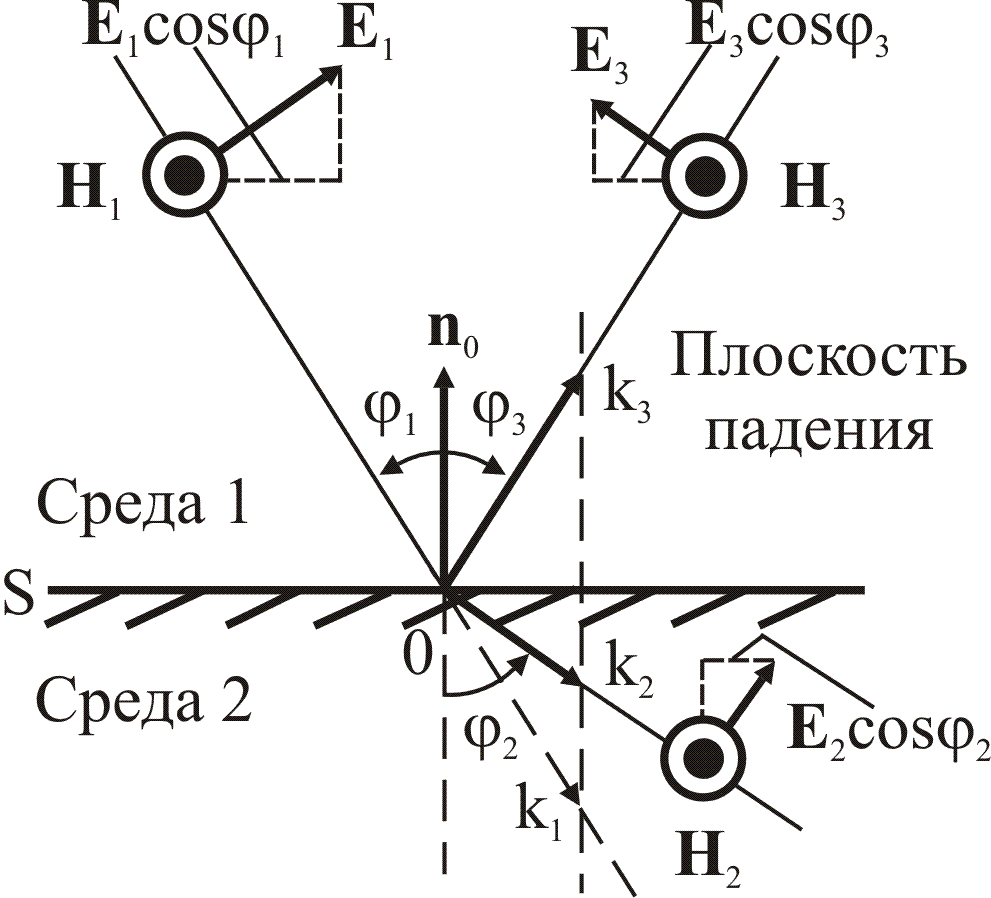 E₁cosφ₁ E₁ E₃ E₃cosφ₃
H₁ H₃
n₀
Плоскость
падения
φ₁ φ₃ k₃
Среда 1
S
0 k₂
Среда 2
φ₂ E₂cosφ₂
k₁
H₂